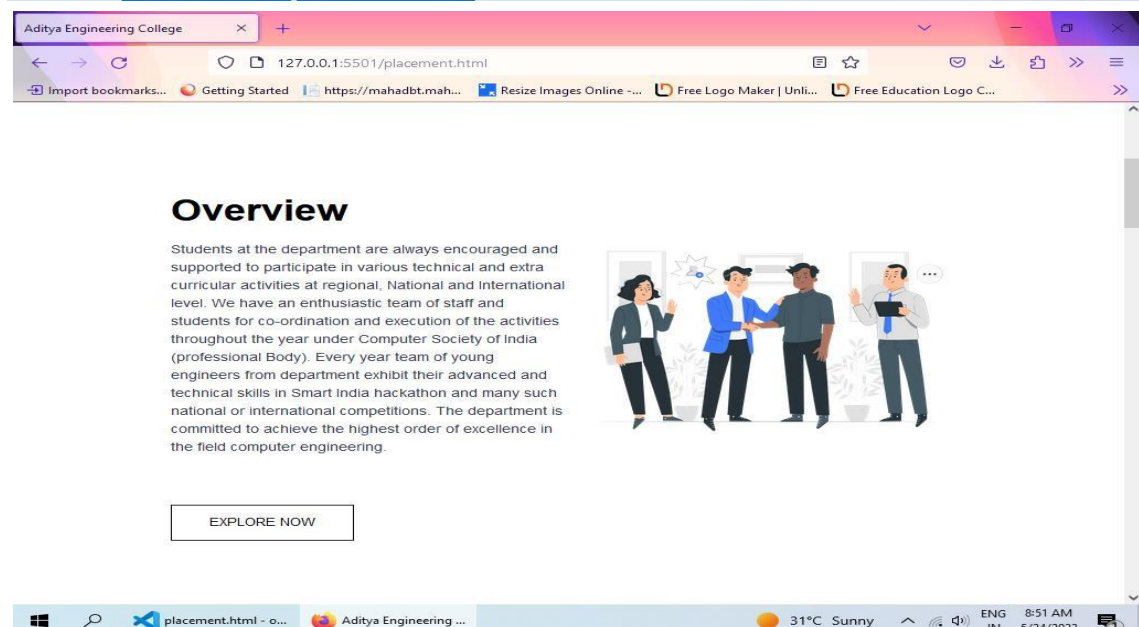 Aditya Engineering College
127.0.0.1:5501/placement.html
Import bookmarks... Getting Started https://mahadbt.mah... Resize Images Online -... Free Logo Maker | Unli... Free Education Logo C...
Overview
Students at the department are always encouraged and
supported to participate in various technical and extra
curricular activities at regional, National and International
level. We have an enthusiastic team of staff and
students for co-ordination and execution of the activities
throughout the year under Computer Society of India
(professional Body). Every year team of young
engineers from department exhibit their advanced and
technical skills in Smart India hackathon and many such
national or international competitions. The department is
committed to achieve the highest order of excellence in
the field computer engineering.
EXPLORE NOW
placement.html - o... Aditya Engineering ... 31°C Sunny ENG 8:51 AM
IN